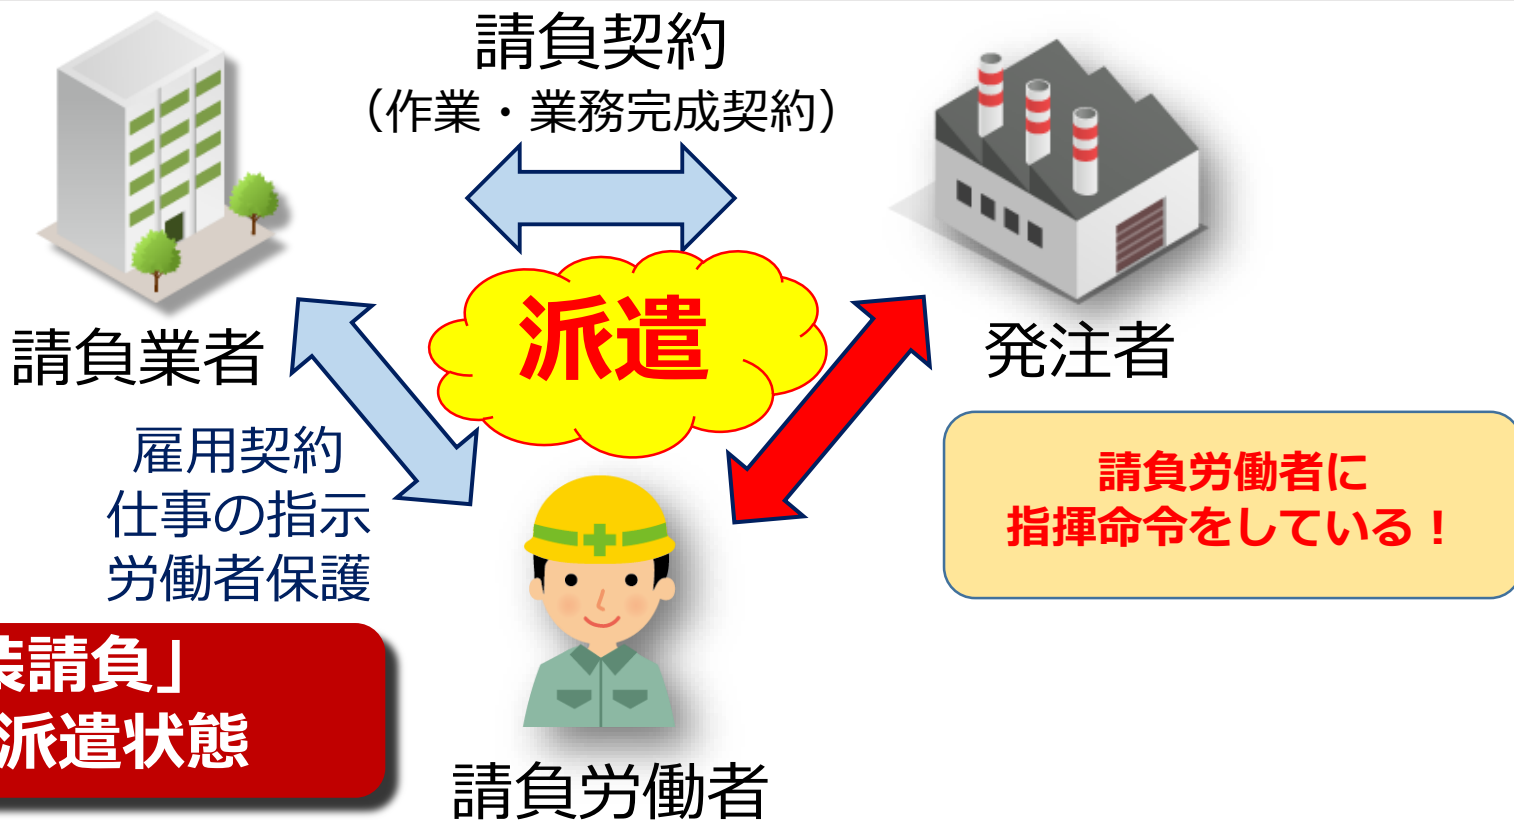 請負契約
（作業・業務完成契約）
派遣
請負業者
発注者
雇用契約
仕事の指示
労働者保護
請負労働者に
指揮命令をしている！
装請負」
派遣状態
請負労働者